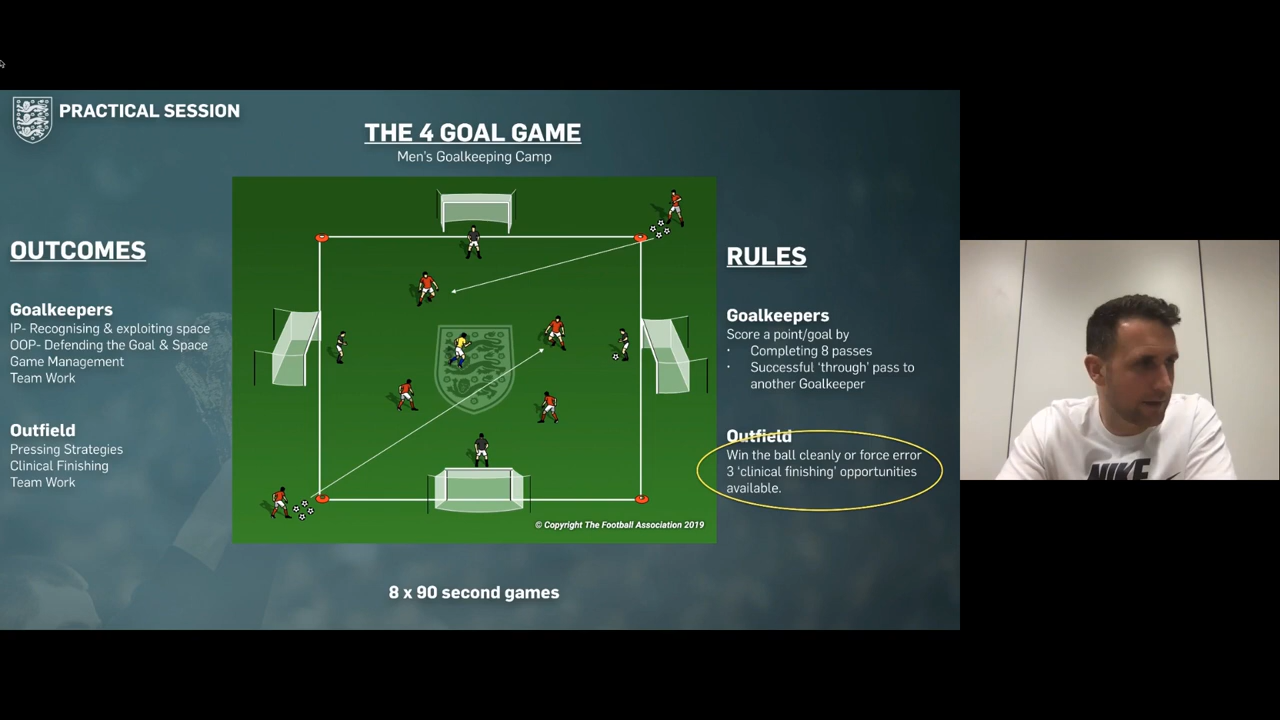 PRACTICAL SESSION
THE 4 GOAL GAME
Men's Goalkeeping Camp
OUTCOMES
Goalkeepers
IP- Recognising & exploiting space
OOP- Defending the Goal & Space
Game Management
Team Work
Outfield
Pressing Strategies
Clinical Finishing
Team Work
RULES
Goalkeepers
Score a point/goal by
· Completing 8 passes
· Successful 'through' pass to
another Goalkeeper
Outfield
Win the ball cleanly or force error
3 'clinical finishing' opportunities
available.
© Copyright The Football Association 2019
8 x 90 second games
NIKE